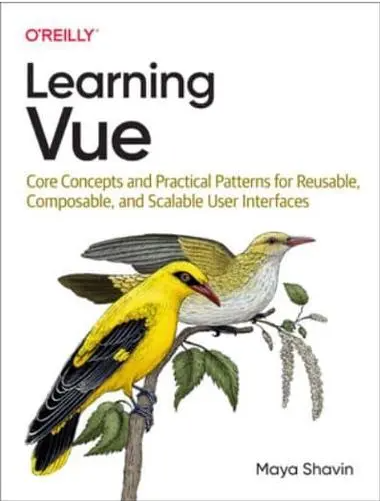 O'REILLY®
Learning
Vue
Core Concepts and Practical Patterns for Reusable,
Composable, and Scalable User Interfaces
Maya Shavin